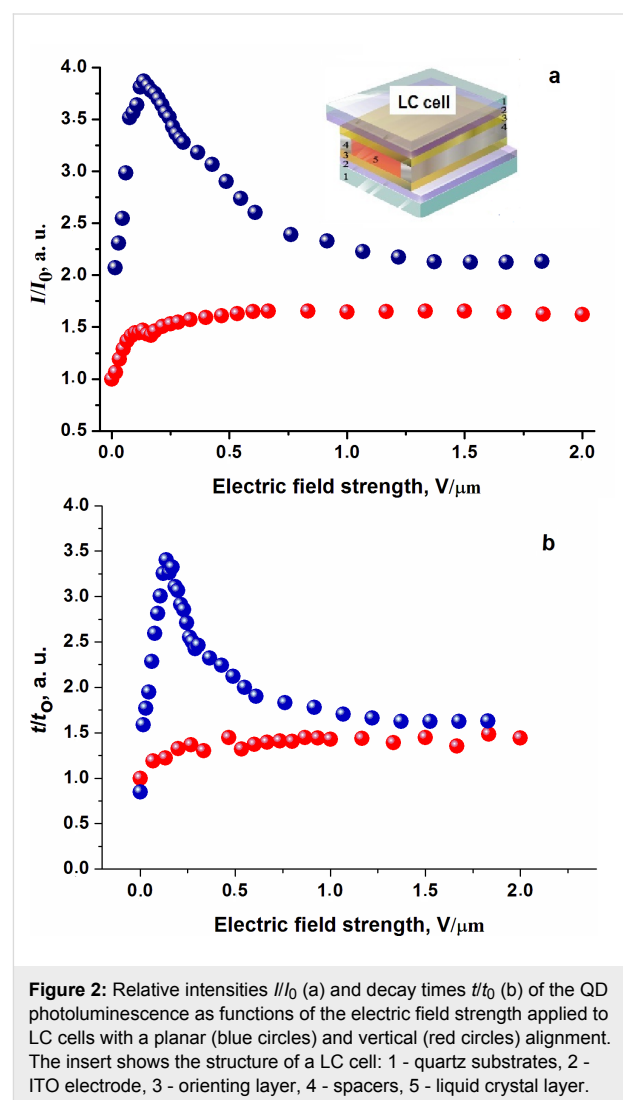 a
LC cell
1
2
3
4
4
3
2
1
5
4.0
3.5
3.0
2.5
2.0
1.5
1.0
0.5
I/I0, a. u.
0.0 0.5 1.0 1.5 2.0
Electric field strength, V/μm
b
4.0
3.5
3.0
2.5
2.0
1.5
1.0
0.5
0.0
t/to, a. u.
0.0 0.5 1.0 1.5 2.0
Electric field strength, V/μm
Figure 2: Relative intensities I/I0 (a) and decay times t/t0 (b) of the QD
photoluminescence as functions of the electric field strength applied to
LC cells with a planar (blue circles) and vertical (red circles) alignment.
The insert shows the structure of a LC cell: 1 - quartz substrates, 2 -
ITO electrode, 3 - orienting layer, 4 - spacers, 5 - liquid crystal layer.